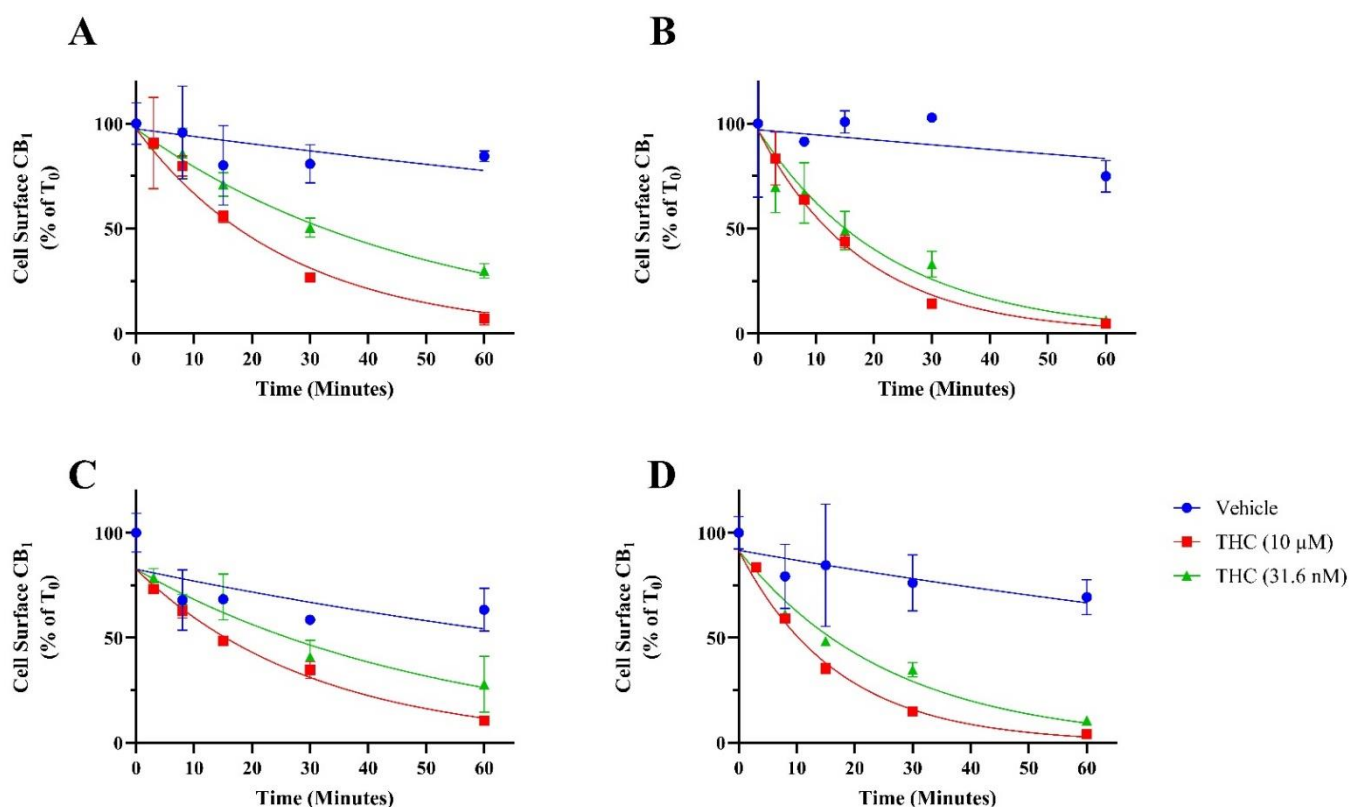 A
Cell Surface CB₁
(% of T₀)
100
50
0
0 10 20 30 40 50 60
Time (Minutes)
B
Cell Surface CB₁
(% of T₀)
100
50
0
0 10 20 30 40 50 60
Time (Minutes)
C
Cell Surface CB₁
(% of T₀)
100
50
0
0 10 20 30 40 50 60
Time (Minutes)
D
Cell Surface CB₁
(% of T₀)
100
50
0
0 10 20 30 40 50 60
Time (Minutes)
Vehicle
THC (10 µM)
THC (31.6 nM)